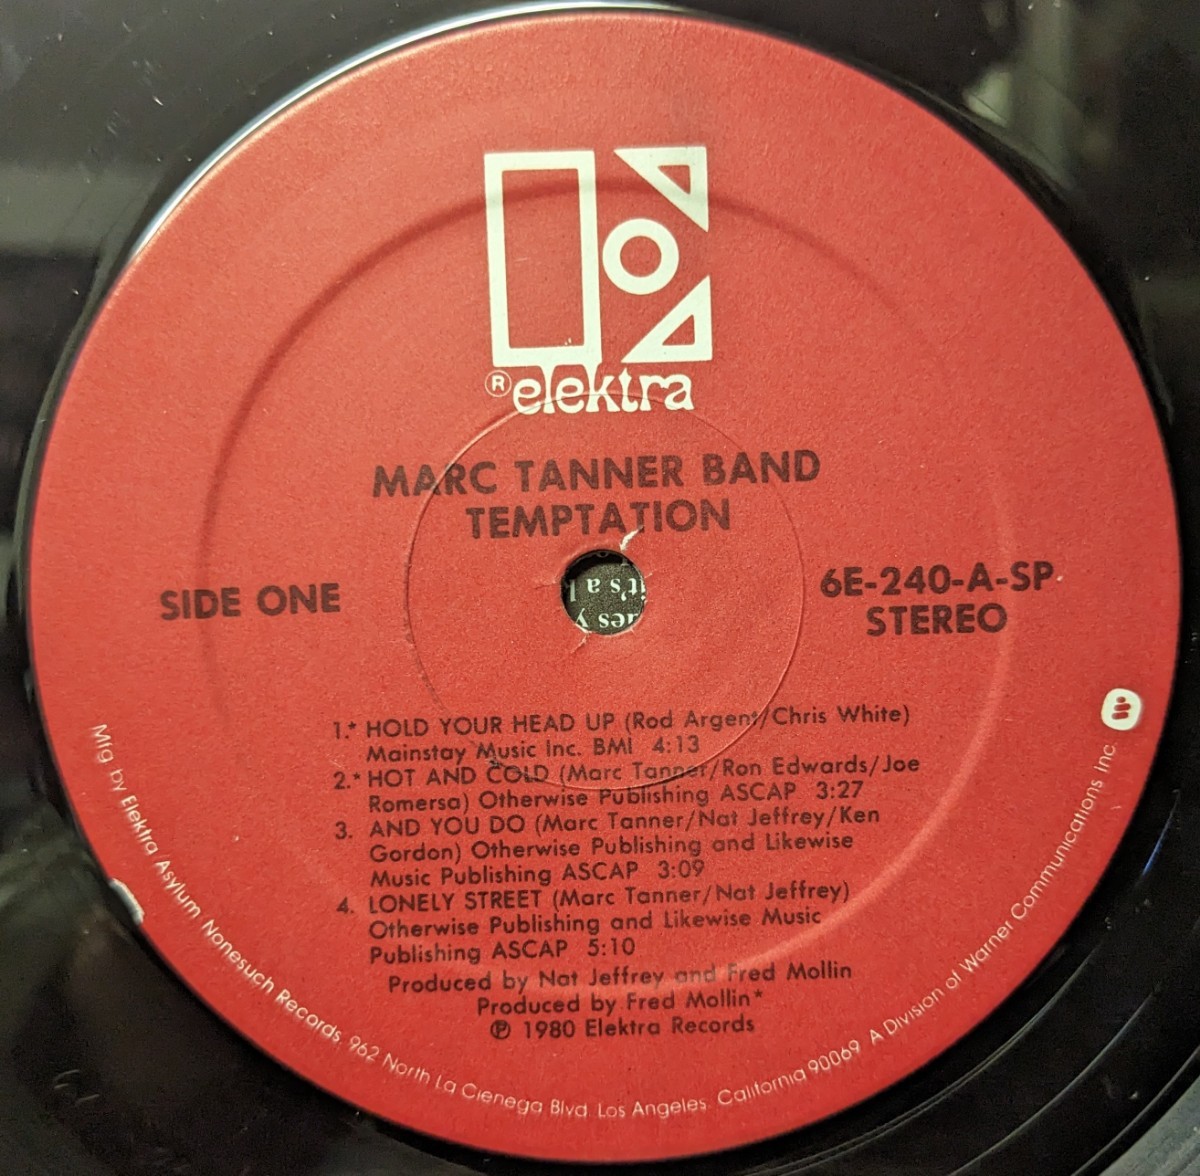 ® elektra
MARC TANNER BAND
TEMPTATION
SIDE ONE
6E-240-A-SP
STEREO
1.* HOLD YOUR HEAD UP (Rod Argent/Chris White)
Mainstay Music Inc. BMI 4:13
2.* HOT AND COLD (Marc Tanner/Ron Edwards/Joe
Romersa) Otherwise Publishing ASCAP 3:27
3. AND YOU DO (Marc Tanner/Nat Jeffrey/Ken
Gordon) Otherwise Publishing and Likewise
Music Publishing ASCAP 3:09
4. LONELY STREET (Marc Tanner/Nat Jeffrey)
Otherwise Publishing and Likewise Music
Publishing ASCAP 5:10
Produced by Nat Jeffrey and Fred Mollin
Produced by Fred Mollin*
℗ 1980 Elektra Records
Mfg by Elektra Asylum Nonesuch Records, 962 North La Cienega Blvd. Los Angeles, California 90069 A Division of Warner Communications Inc.
it's a